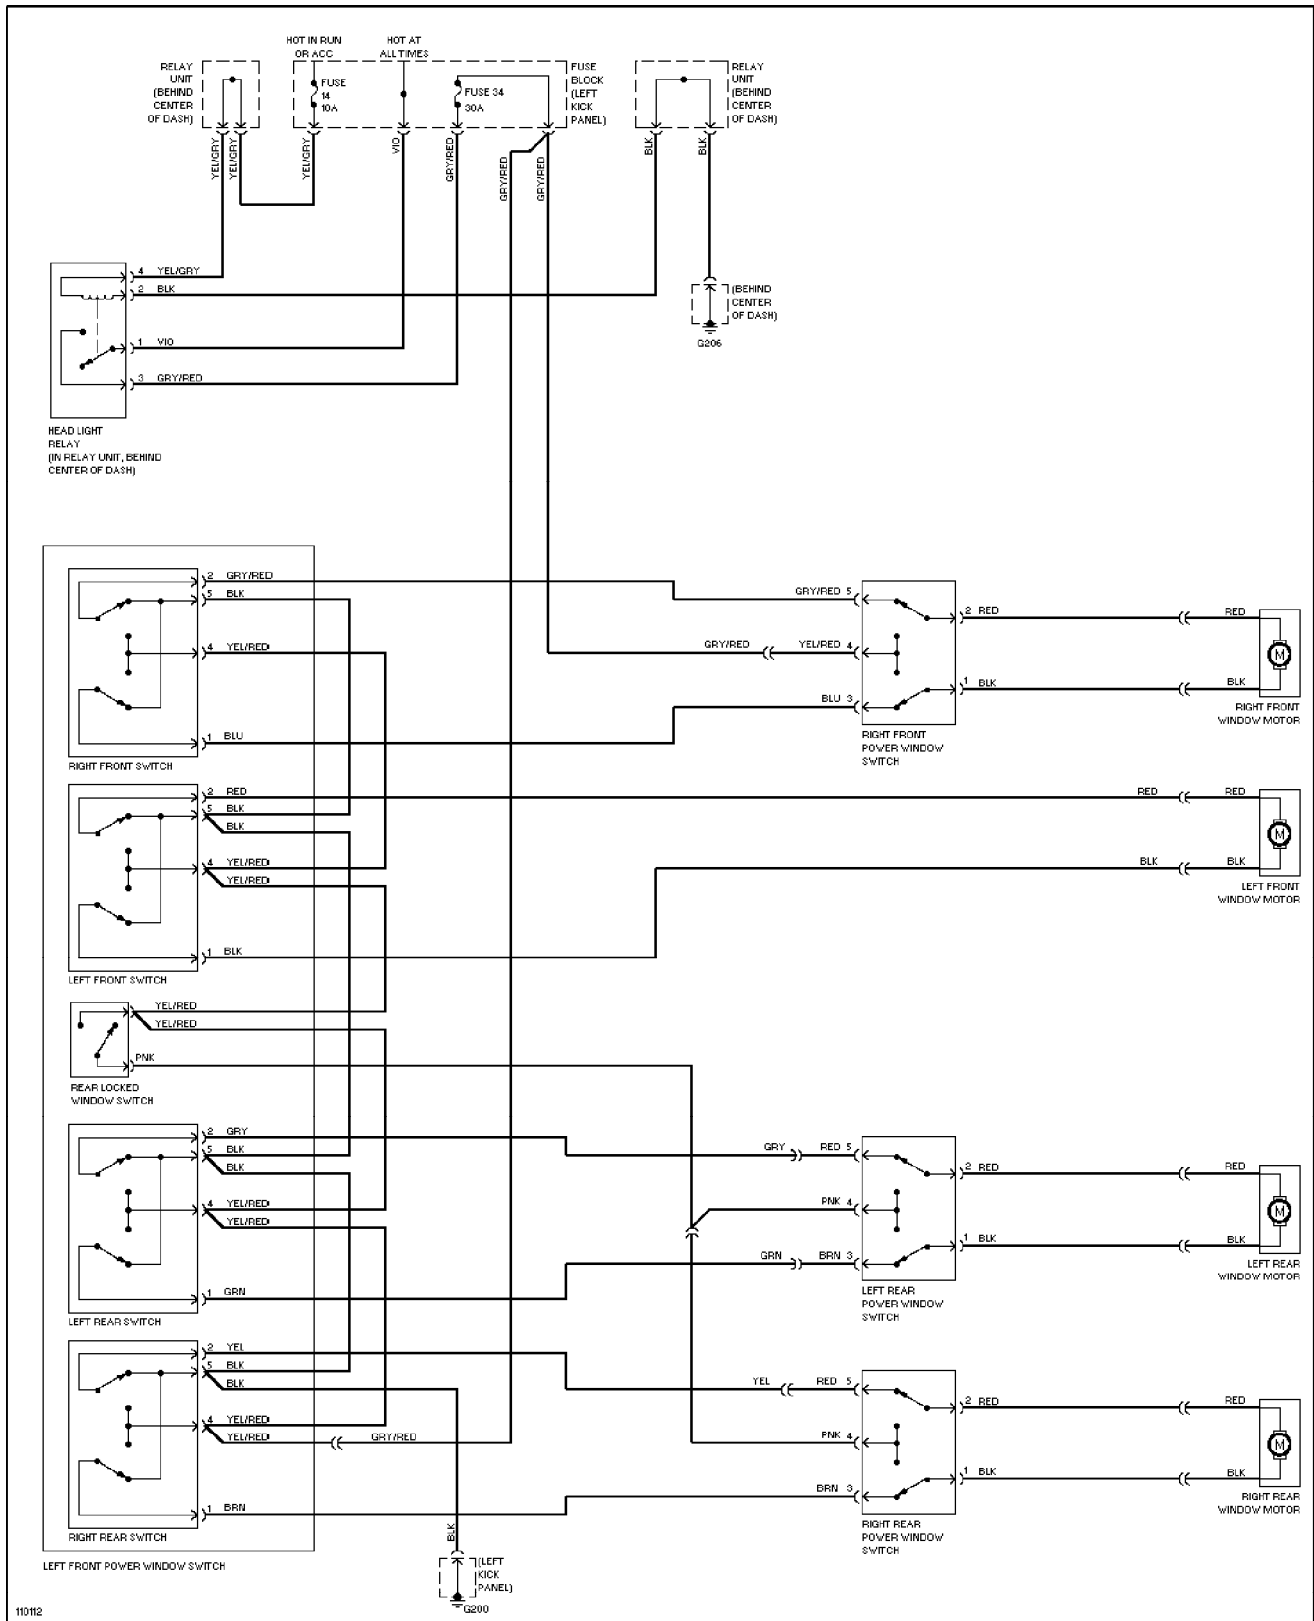 HOT IN RUN
OR ACC
HOT AT
ALL TIMES
RELAY
UNIT
(BEHIND
CENTER
OF DASH)
FUSE
14
10A
FUSE 34
30A
FUSE
BLOCK
(LEFT
KICK
PANEL)
RELAY
UNIT
(BEHIND
CENTER
OF DASH)
YEL/GRY
YEL/GRY
YEL/GRY
VIO
GRY/RED
GRY/RED
GRY/RED
BLK
BLK
4 YEL/GRY
2 BLK
1 VIO
3 GRY/RED
(BEHIND
CENTER
OF DASH)
G206
HEAD LIGHT
RELAY
(IN RELAY UNIT, BEHIND
CENTER OF DASH)
2 GRY/RED
5 BLK
4 YEL/RED
1 BLU
RIGHT FRONT SWITCH
GRY/RED 5
GRY/RED YEL/RED 4
BLU 3
2 RED
RED
1 BLK
BLK
M
RIGHT FRONT
POWER WINDOW
SWITCH
RIGHT FRONT
WINDOW MOTOR
2 RED
5 BLK
BLK
4 YEL/RED
YEL/RED
1 BLK
LEFT FRONT SWITCH
RED RED
BLK BLK
M
LEFT FRONT
WINDOW MOTOR
YEL/RED
YEL/RED
PNK
REAR LOCKED
WINDOW SWITCH
2 GRY
5 BLK
BLK
4 YEL/RED
YEL/RED
1 GRN
LEFT REAR SWITCH
GRY RED 5
PNK 4
GRN BRN 3
2 RED
RED
1 BLK
BLK
M
LEFT REAR
POWER WINDOW
SWITCH
LEFT REAR
WINDOW MOTOR
2 YEL
5 BLK
BLK
4 YEL/RED
YEL/RED GRY/RED
1 BRN
RIGHT REAR SWITCH
LEFT FRONT POWER WINDOW SWITCH
YEL RED 5
PNK 4
BRN 3
2 RED
RED
1 BLK
BLK
M
RIGHT REAR
POWER WINDOW
SWITCH
RIGHT REAR
WINDOW MOTOR
BLK
(LEFT
KICK
PANEL)
G200
110112